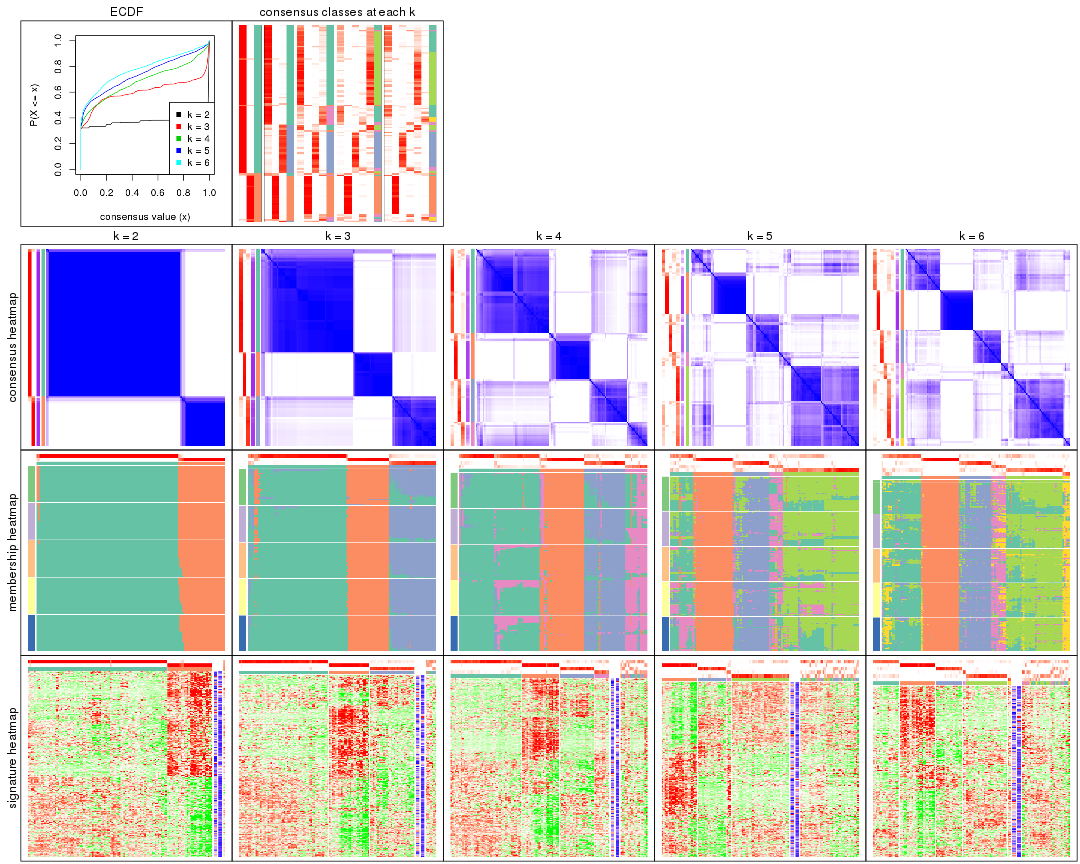 ECDF
consensus classes at each k
P(X <= x)
0.0 0.2 0.4 0.6 0.8 1.0
k = 2
k = 3
k = 4
k = 5
k = 6
0.0 0.2 0.4 0.6 0.8 1.0
consensus value (x)
k = 2
k = 3
k = 4
k = 5
k = 6
consensus heatmap
membership heatmap
signature heatmap